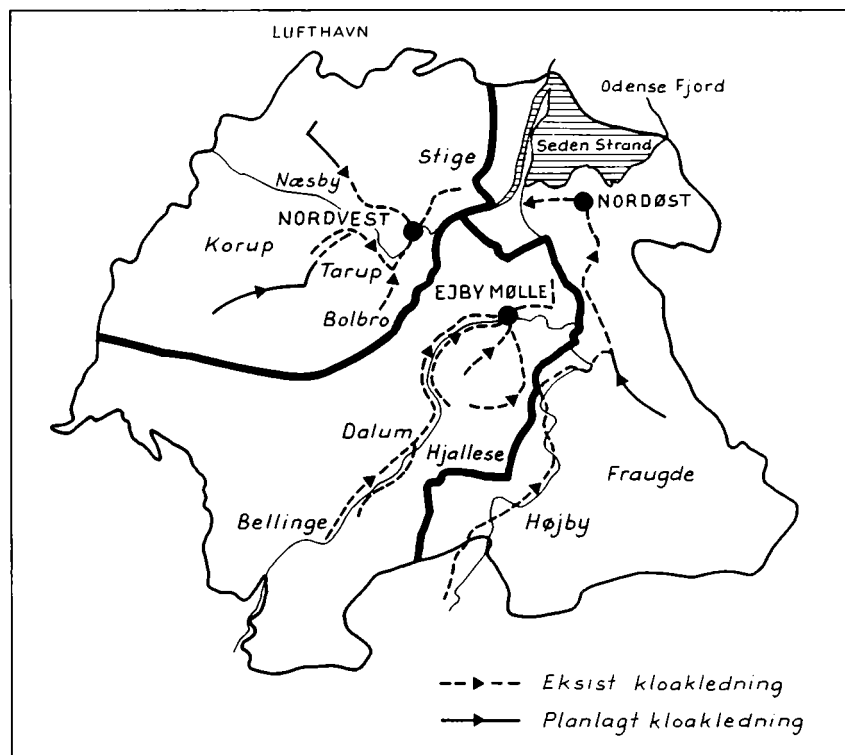 LUFTHAVN
Odense Fjord
Stige
Seden Strand
Næsby
NORDØST
NORDVEST
Korup
Tarup
EJBY MØLLE
Bolbro
Dalum
Hjallese
Fraugde
Bellinge
Højby
Eksist kloakledning
Planlagt kloakledning